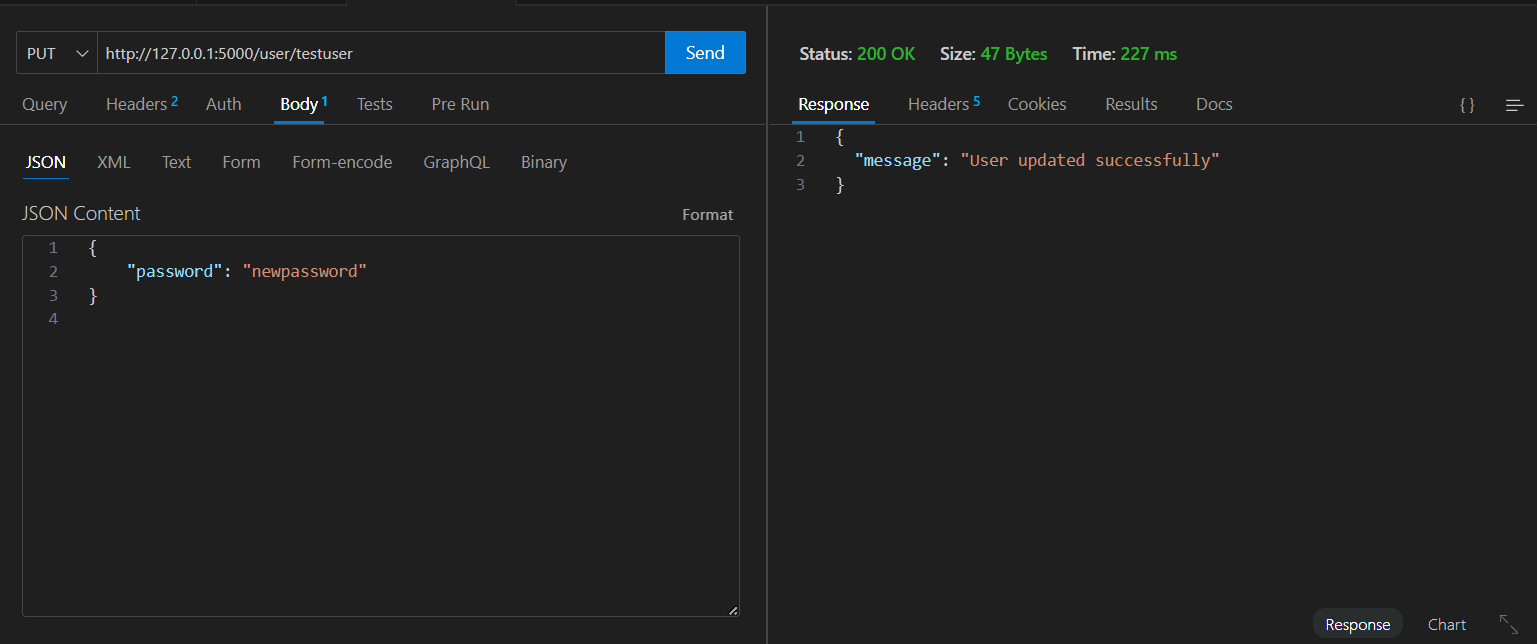 PUT http://127.0.0.1:5000/user/testuser Send
Query Headers 2 Auth Body 1 Tests Pre Run
JSON XML Text Form Form-encode GraphQL Binary
JSON Content Format
1 {
2 "password": "newpassword"
3 }
4
Status: 200 OK Size: 47 Bytes Time: 227 ms
Response Headers 5 Cookies Results Docs { }
1 {
2 "message": "User updated successfully"
3 }
Response Chart